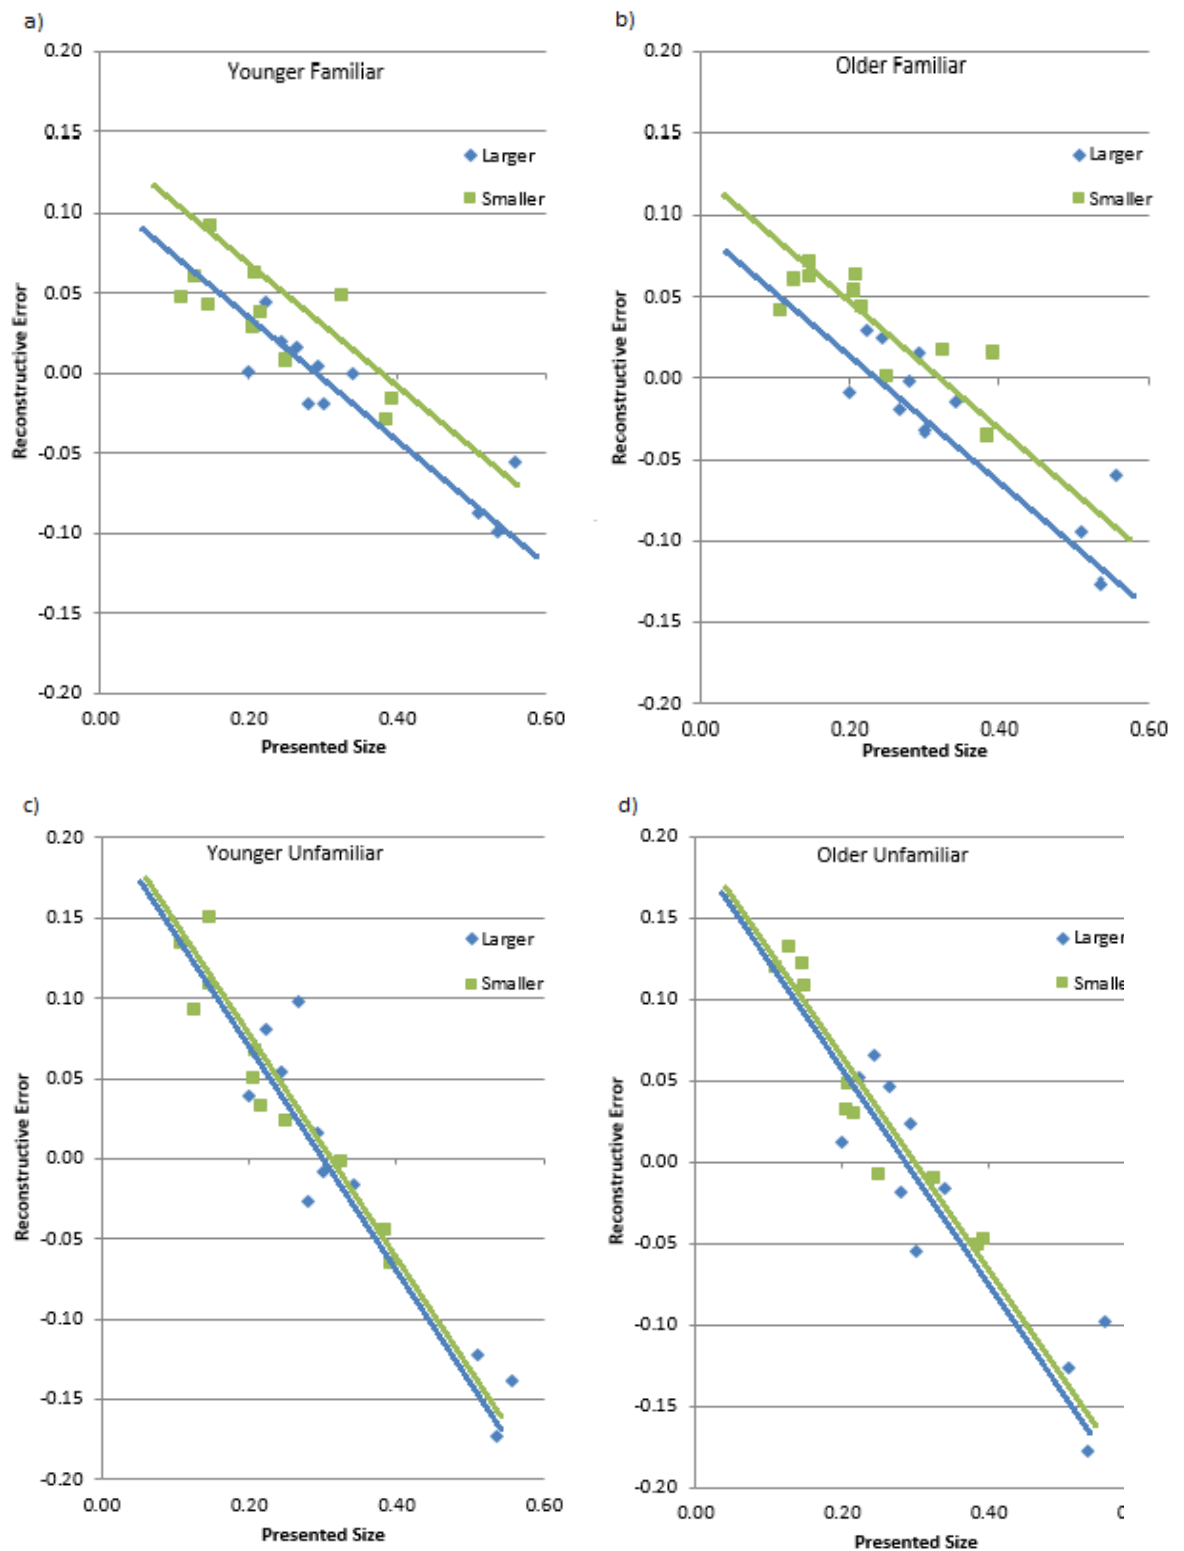 a)
Younger Familiar
0.20
0.15
0.10
0.05
0.00
-0.05
-0.10
-0.15
-0.20
Reconstructive Error
Larger
Smaller
0.00 0.20 0.40 0.60
Presented Size
b)
Older Familiar
0.20
0.15
0.10
0.05
0.00
-0.05
-0.10
-0.15
-0.20
Reconstructive Error
Larger
Smaller
0.00 0.20 0.40 0.60
Presented Size
c)
Younger Unfamiliar
0.20
0.15
0.10
0.05
0.00
-0.05
-0.10
-0.15
-0.20
Reconstructive Error
Larger
Smaller
0.00 0.20 0.40 0.60
Presented Size
d)
Older Unfamiliar
0.20
0.15
0.10
0.05
0.00
-0.05
-0.10
-0.15
-0.20
Reconstructive Error
Larger
Smalle
0.00 0.20 0.40 0
Presented Size